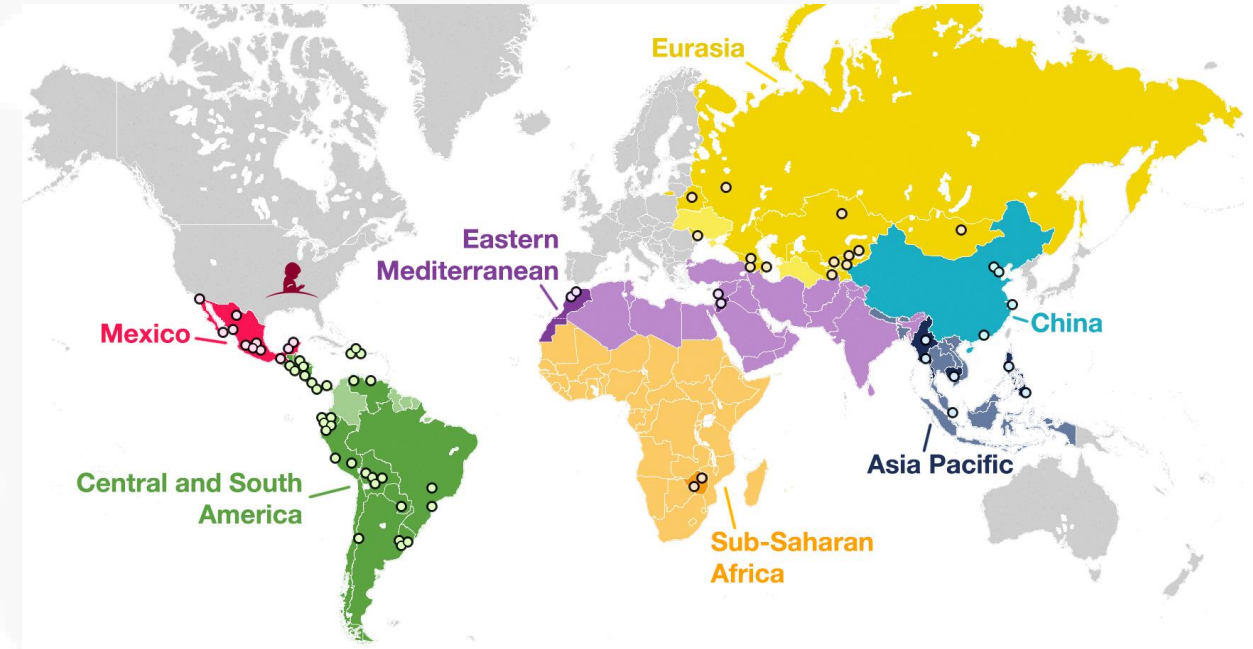 Eurasia
Eastern
Mediterranean
Mexico
China
Asia Pacific
Central and South
America
Sub-Saharan
Africa